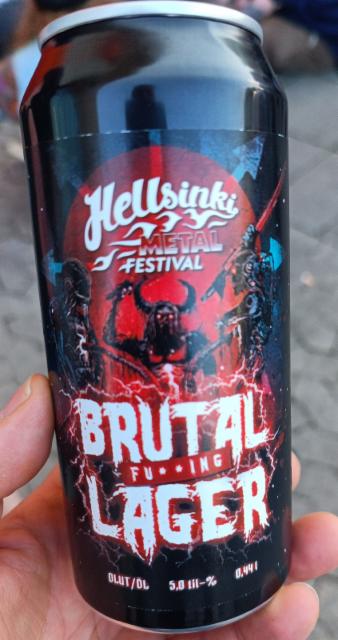 Hellsinki
METAL
FESTIVAL
BRUTAL
FU**ING
LAGER
OLUT/ÖL 5,0 til-% 0,44 l